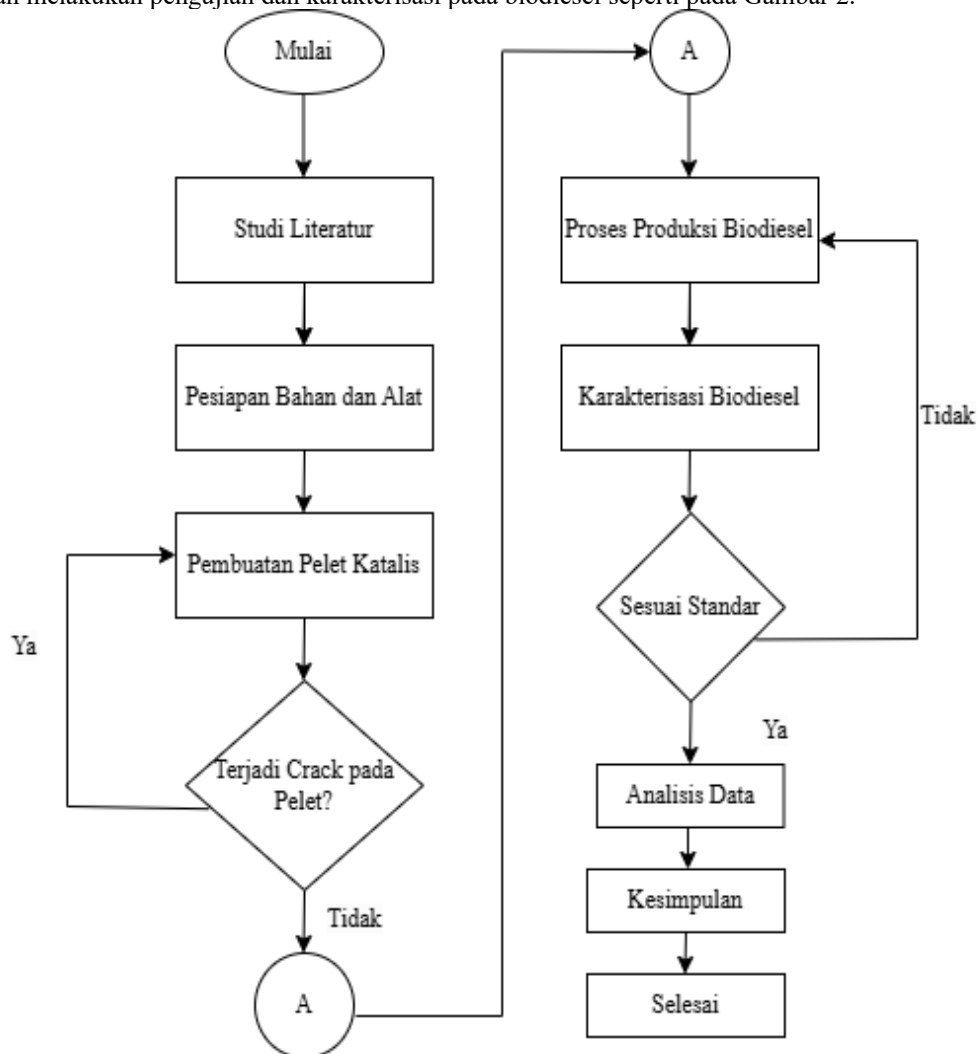 an melakukan pengujian dan karakterisasi pada biodiesel seperti pada Gambar 2.
Mulai
Studi Literatur
Pesiapan Bahan dan Alat
Pembuatan Pelet Katalis
Ya
Terjadi Crack pada
Pelet?
Tidak
A
A
Proses Produksi Biodiesel
Karakterisasi Biodiesel
Tidak
Sesuai Standar
Ya
Analisis Data
Kesimpulan
Selesai